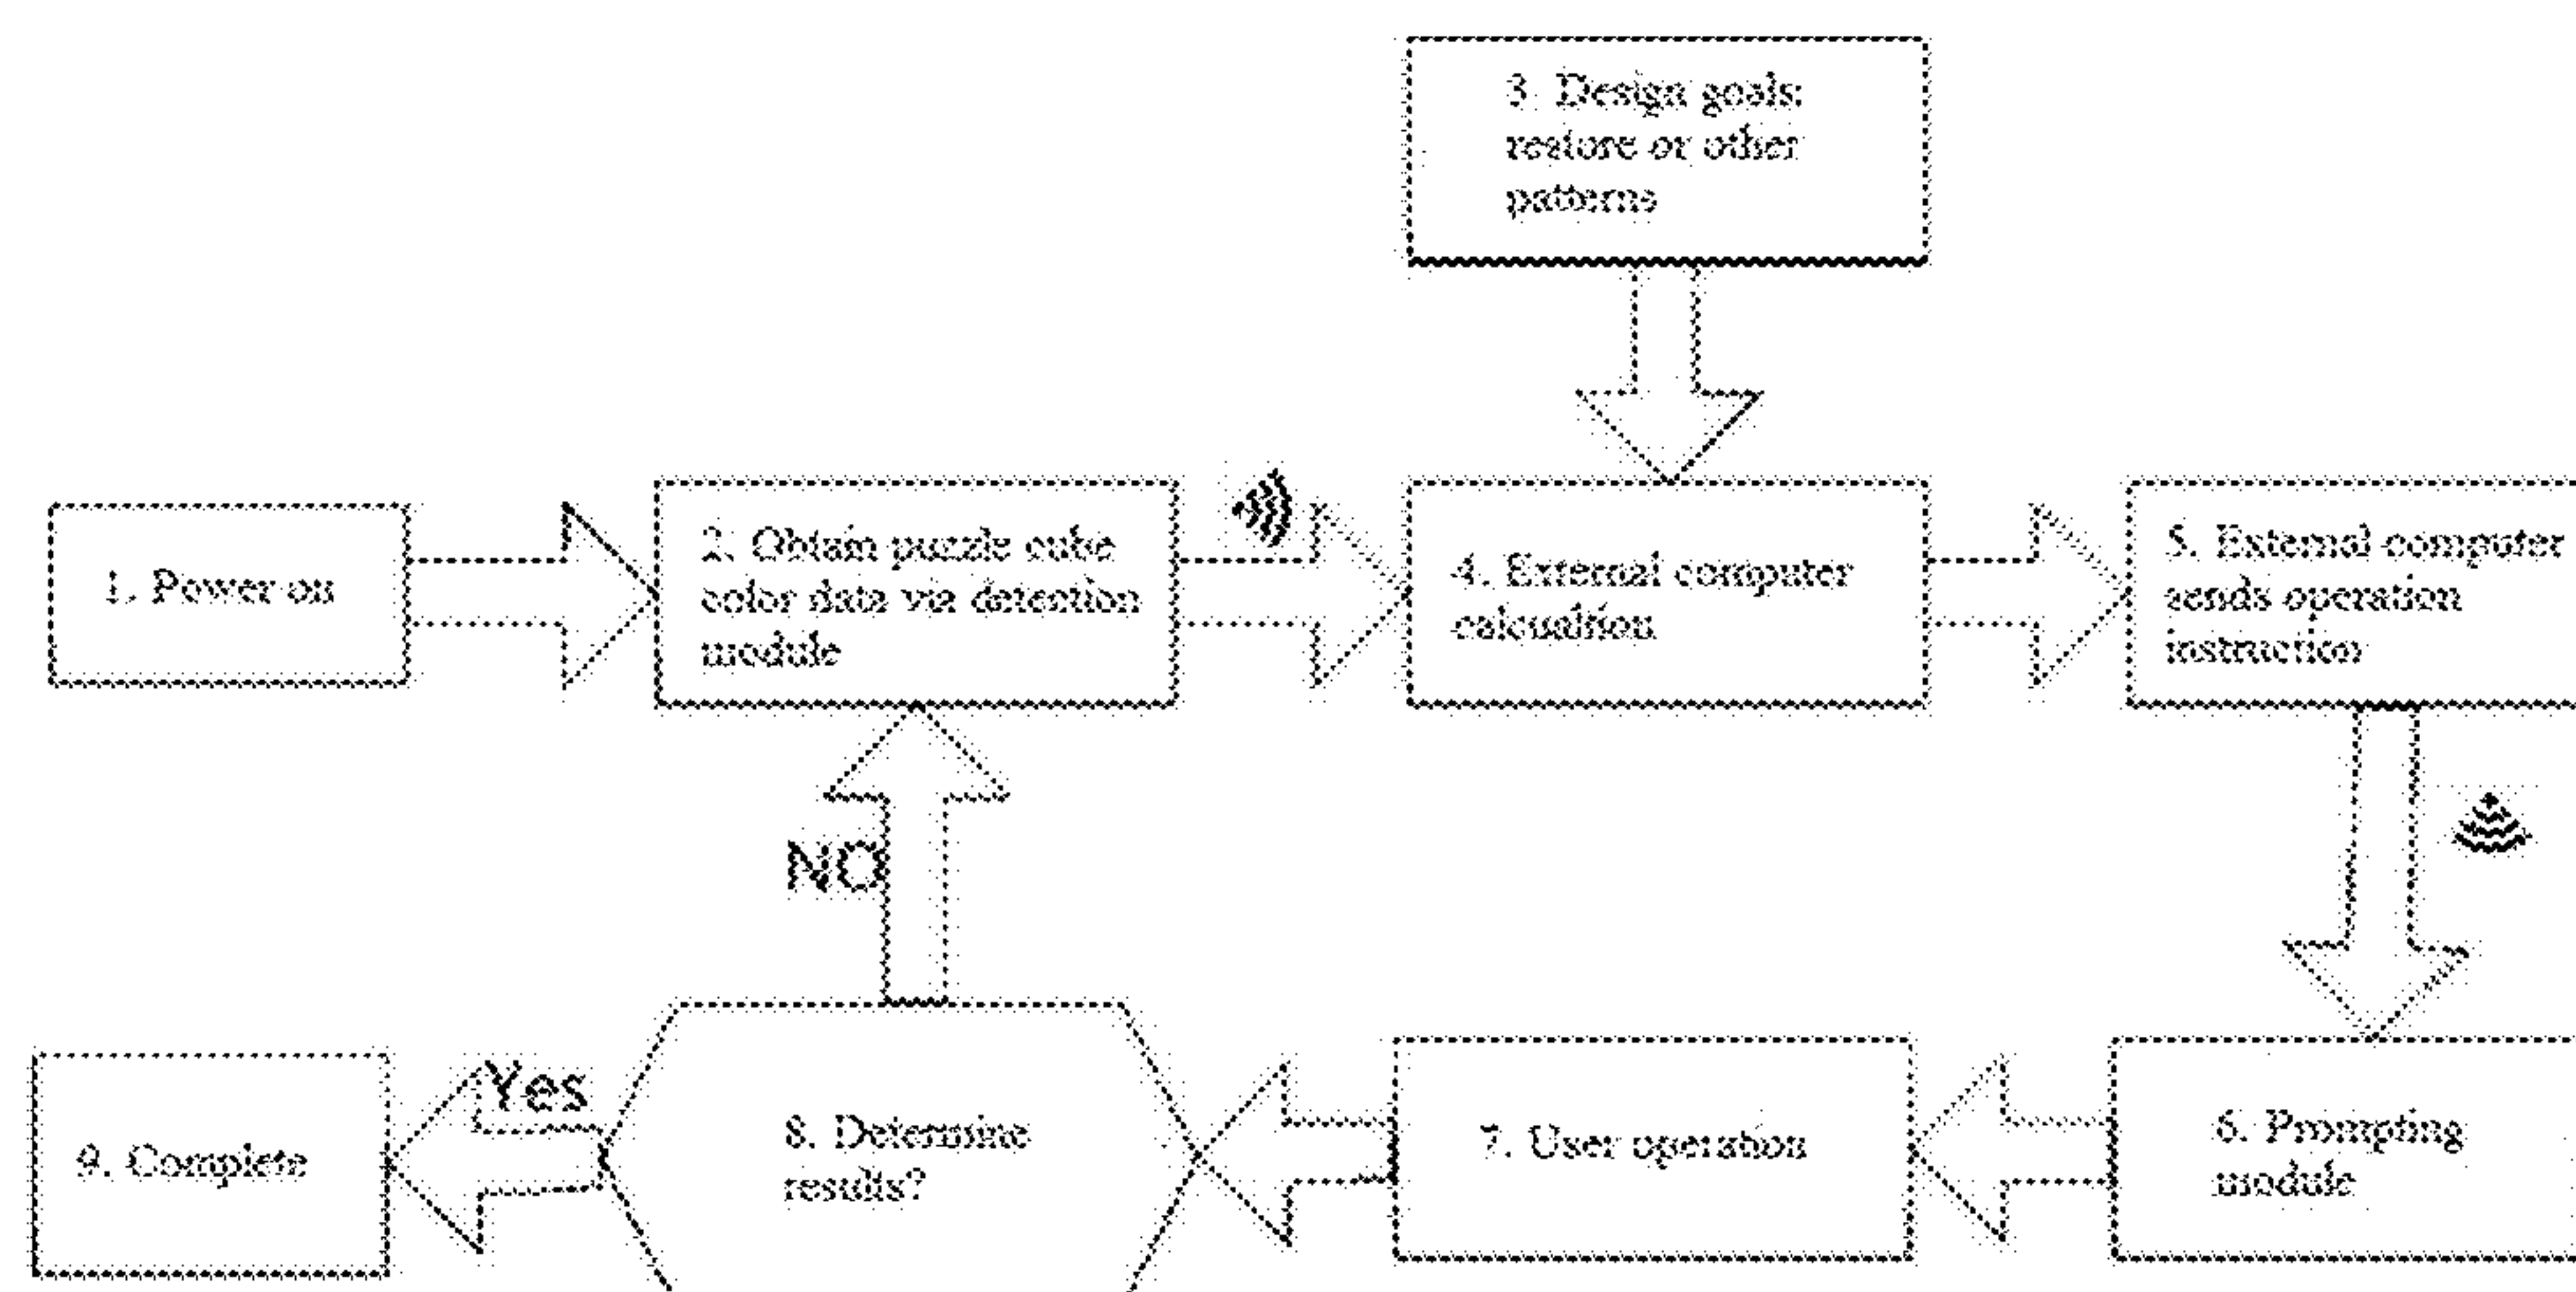 3. Design goals:
restore or other
patterns
1. Power on
2. Obtain puzzle cube
color data via detention
module
4. External computer
calcualtion
5. External computer
sends operation
instruction
NO
Yes
9. Complete
8. Determine
results?
7. User operation
6. Prompting
module